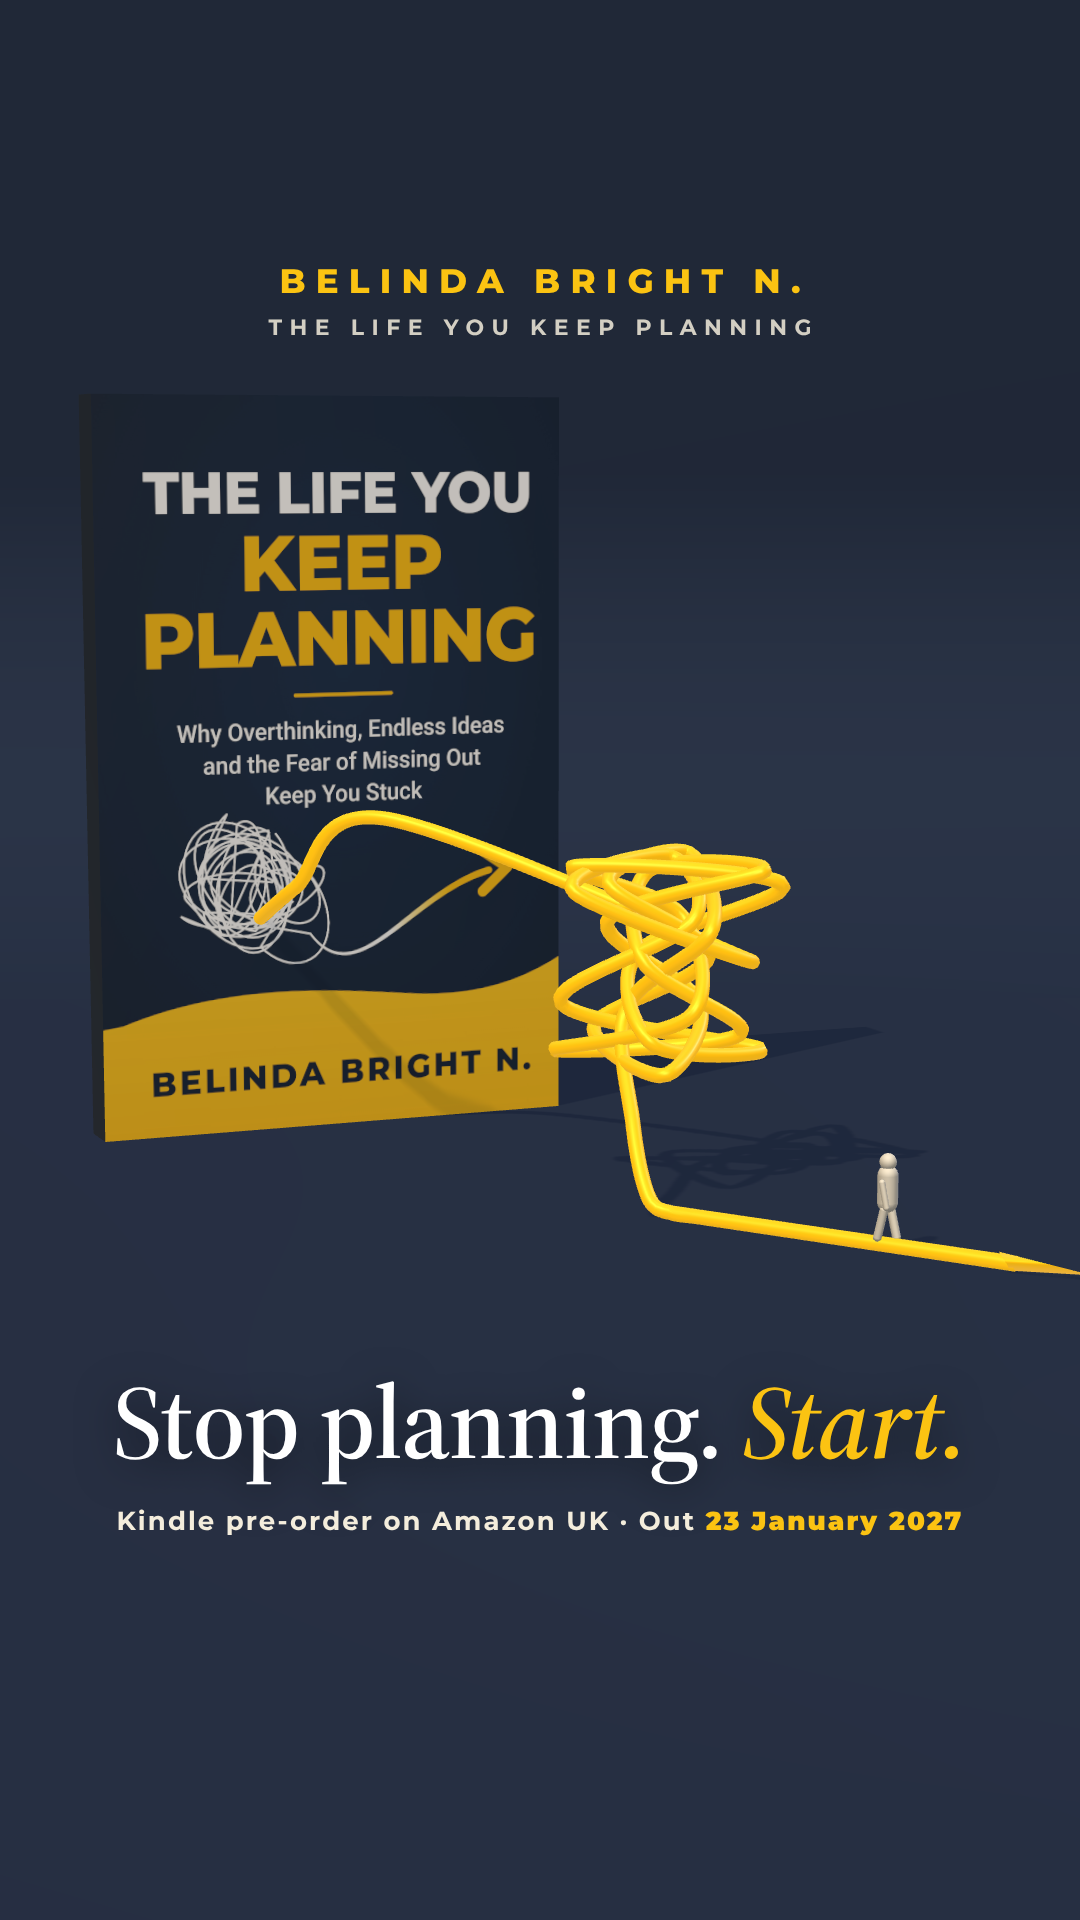 BELINDA BRIGHT N.
THE LIFE YOU KEEP PLANNING
THE LIFE YOU
KEEP
PLANNING
Why Overthinking, Endless Ideas
and the Fear of Missing Out
Keep You Stuck
BELINDA BRIGHT N.
Stop planning. Start.
Kindle pre-order on Amazon UK · Out 23 January 2027